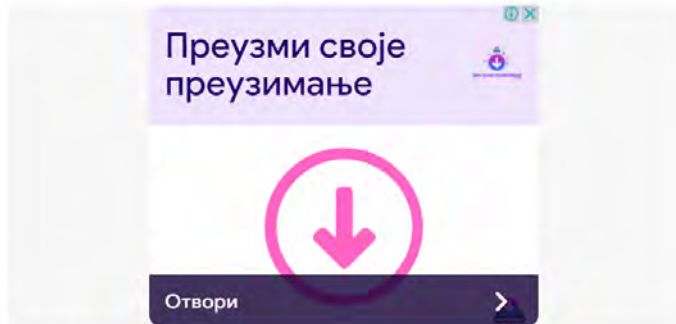 Преузми своје
преузимање
Отвори